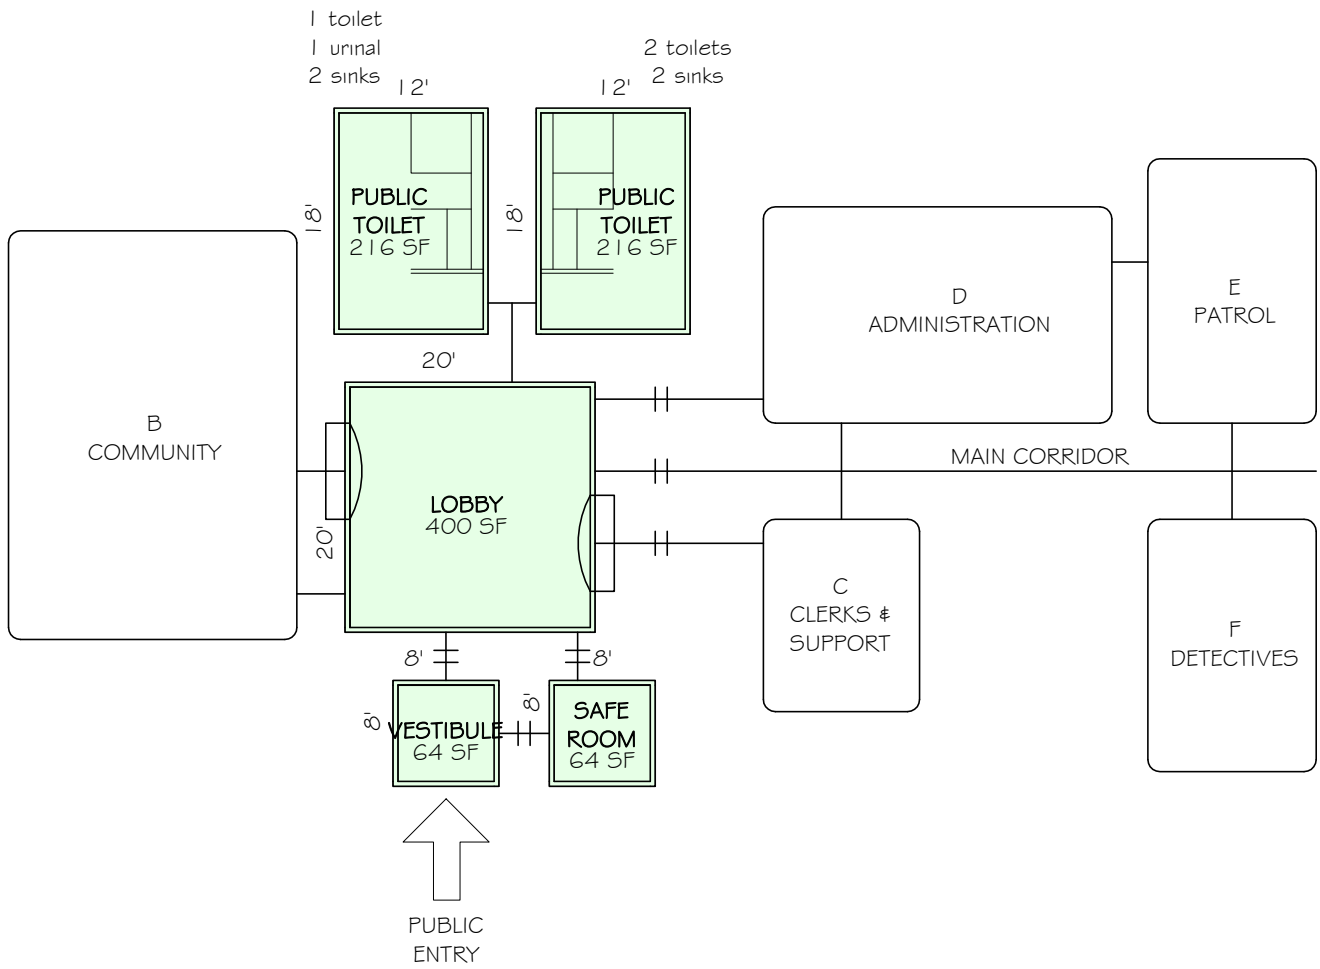 1 toilet
1 urinal
2 sinks
2 toilets
2 sinks
12'
12'
18'
PUBLIC
TOILET
216 SF
18'
PUBLIC
TOILET
216 SF
B
COMMUNITY
D
ADMINISTRATION
E
PATROL
20'
20'
LOBBY
400 SF
MAIN CORRIDOR
C
CLERKS &
SUPPORT
F
DETECTIVES
8'
8'
8'
VESTIBULE
64 SF
8'
SAFE
ROOM
64 SF
PUBLIC
ENTRY